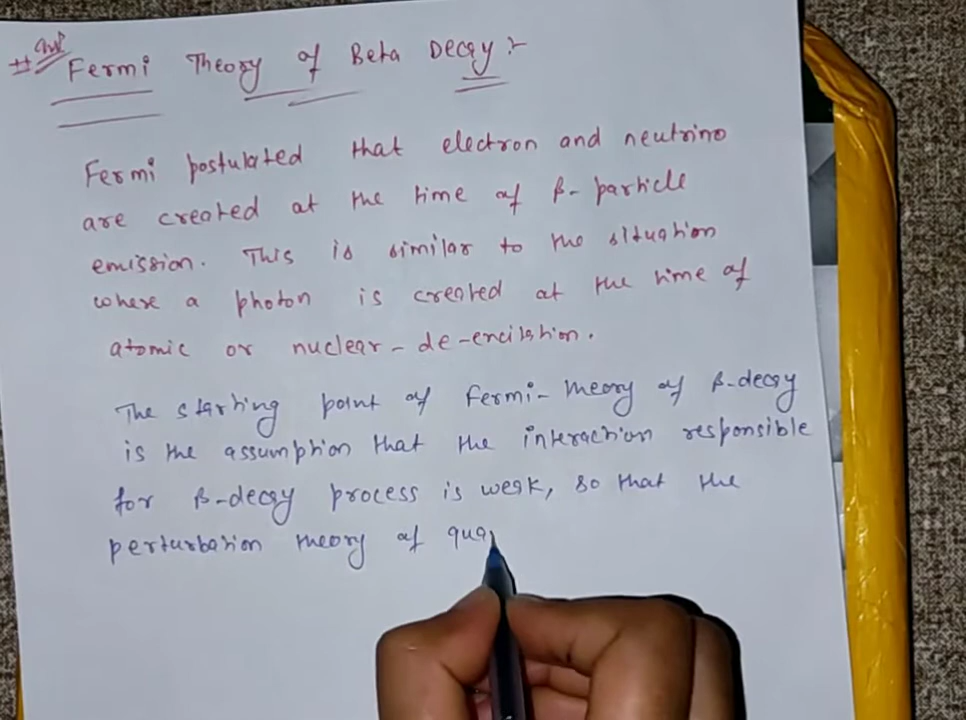 # Ans Fermi Theory of Beta Decay :-
Fermi postulated that electron and neutrino
are created at the time of β-particle
emission. This is similar to the situation
where a photon is created at the time of
atomic or nuclear-de-encitation.
The starting point of Fermi-theory of β-decay
is the assumption that the interaction responsible
for β-decay process is weak, so that the
perturbation theory of qua